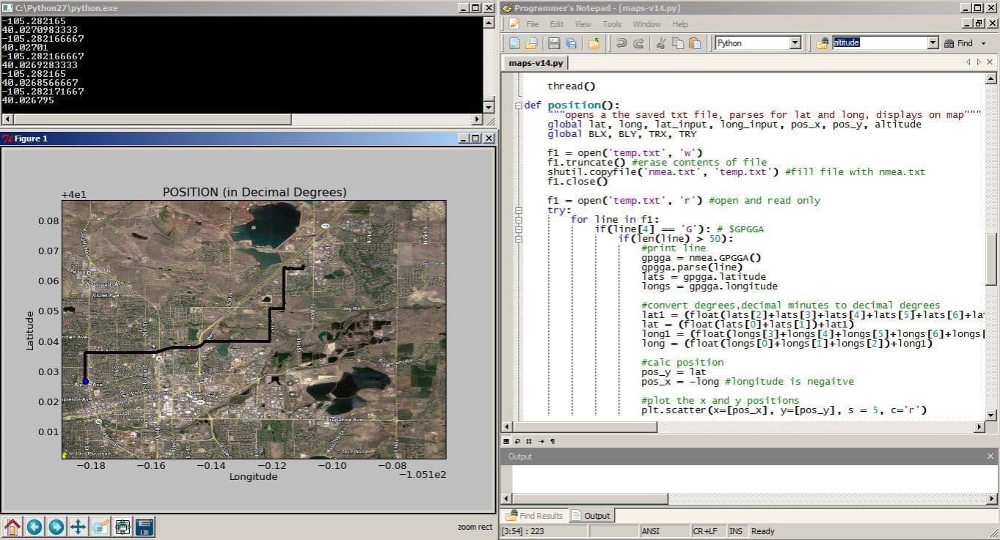 C:\Python27\python.exe
-105.282165
40.0270983333
-105.282166667
40.02701
-105.282166667
40.0269283333
-105.282165
40.0268566667
-105.282171667
40.026795
Figure 1
POSITION (in Decimal Degrees)
+4e1
0.08
0.07
0.06
0.05
0.04
0.03
0.02
0.01
Latitude
Violet Ave
Jay Rd
Arapahoe Ave
Boulder
−0.18
−0.16
−0.14
−0.12
−0.10
−0.08
−1.051e2
Longitude
zoom rect
Programmer's Notepad - [maps-v14.py]
File Edit View Tools Window Help
Python
altitude
Find
maps-v14.py
thread()
def position():
"""opens a the saved txt file, parses for lat and long, displays on map"""
global lat, long, lat_input, long_input, pos_x, pos_y, altitude
global BLX, BLY, TRX, TRY
f1 = open('temp.txt', 'w')
f1.truncate() #erase contents of file
shutil.copyfile('nmea.txt', 'temp.txt') #fill file with nmea.txt
f1.close()
f1 = open('temp.txt', 'r') #open and read only
try:
for line in f1:
if(line[4] == 'G'): # $GPGGA
if(len(line) > 50):
#print line
gpgga = nmea.GPGGA()
gpgga.parse(line)
lats = gpgga.latitude
longs = gpgga.longitude
#convert degrees,decimal minutes to decimal degrees
lat1 = (float(lats[2]+lats[3]+lats[4]+lats[5]+lats[6]+la
lat = (float(lats[0]+lats[1])+lat1)
long1 = (float(longs[3]+longs[4]+longs[5]+longs[6]+longs[
long = (float(longs[0]+longs[1]+longs[2])+long1)
#calc position
pos_y = lat
pos_x = -long #longitude is negaitve
#plot the x and y positions
plt.scatter(x=[pos_x], y=[pos_y], s = 5, c='r')
Output
Find Results
Output
[3:54] : 223
ANSI
CR+LF
INS
Ready